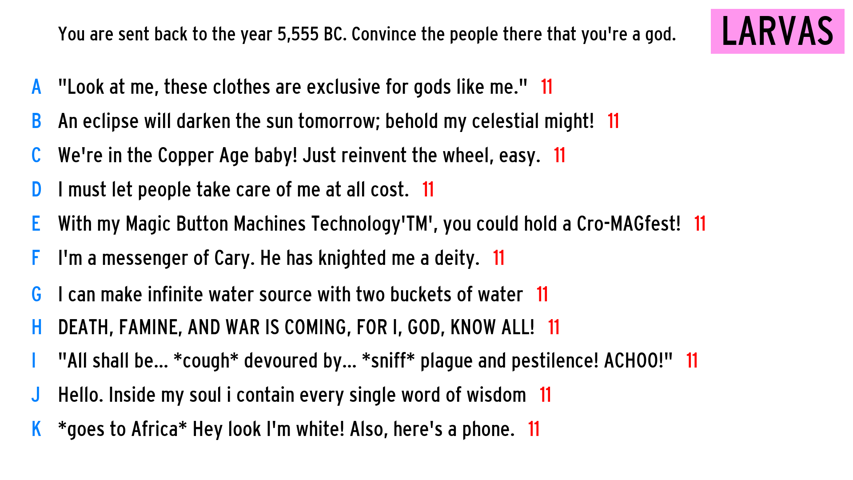 You are sent back to the year 5,555 BC. Convince the people there that you're a god.
LARVAS
A "Look at me, these clothes are exclusive for gods like me." 11
B An eclipse will darken the sun tomorrow; behold my celestial might! 11
C We're in the Copper Age baby! Just reinvent the wheel, easy. 11
D I must let people take care of me at all cost. 11
E With my Magic Button Machines Technology'TM', you could hold a Cro-MAGfest! 11
F I'm a messenger of Cary. He has knighted me a deity. 11
G I can make infinite water source with two buckets of water 11
H DEATH, FAMINE, AND WAR IS COMING, FOR I, GOD, KNOW ALL! 11
I "All shall be... *cough* devoured by... *sniff* plague and pestilence! ACHOO!" 11
J Hello. Inside my soul i contain every single word of wisdom 11
K *goes to Africa* Hey look I'm white! Also, here's a phone. 11